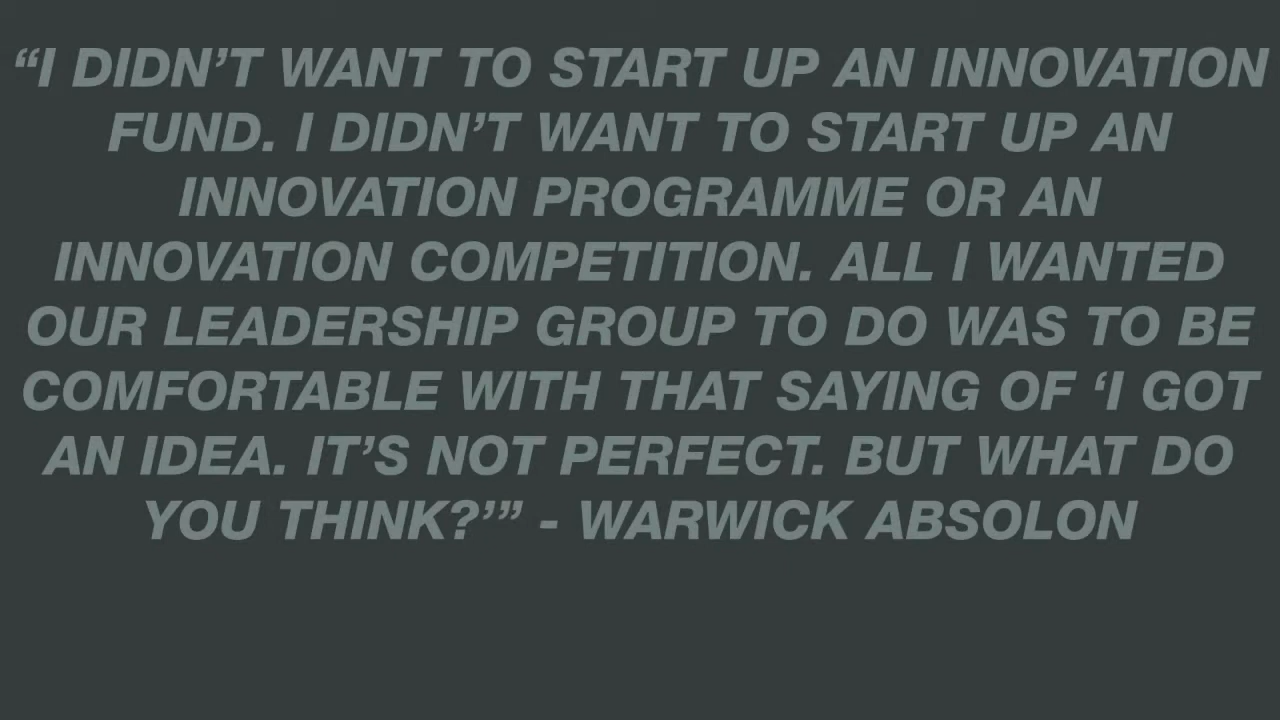 “I DIDN’T WANT TO START UP AN INNOVATION
FUND. I DIDN’T WANT TO START UP AN
INNOVATION PROGRAMME OR AN
INNOVATION COMPETITION. ALL I WANTED
OUR LEADERSHIP GROUP TO DO WAS TO BE
COMFORTABLE WITH THAT SAYING OF ‘I GOT
AN IDEA. IT’S NOT PERFECT. BUT WHAT DO
YOU THINK?’” - WARWICK ABSOLON